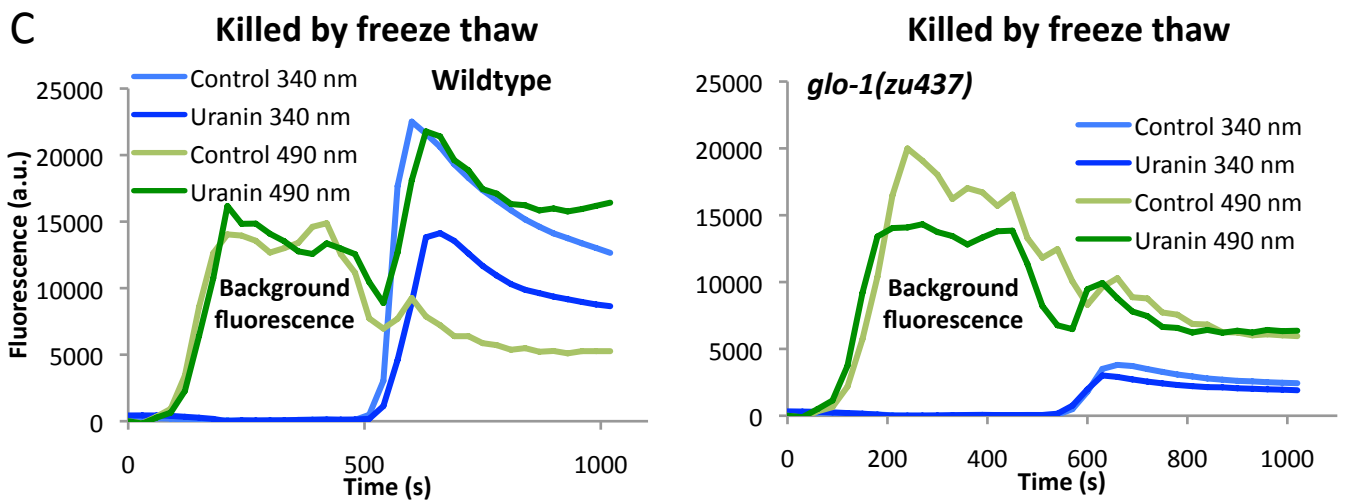 C
Killed by freeze thaw
Wildtype
Control 340 nm
Uranin 340 nm
Control 490 nm
Uranin 490 nm
Fluorescence (a.u.)
25000
20000
15000
10000
5000
0
Background
fluorescence
0
500
1000
Time (s)
Killed by freeze thaw
glo-1(zu437)
Control 340 nm
Uranin 340 nm
Control 490 nm
Uranin 490 nm
25000
20000
15000
10000
5000
0
Background
fluorescence
0
200
400
600
800
1000
Time (s)